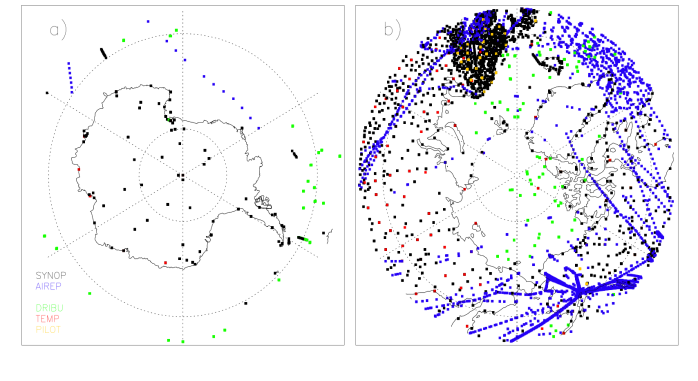 a)
b)
SYNOP
AIREP
DRIBU
TEMP
PILOT